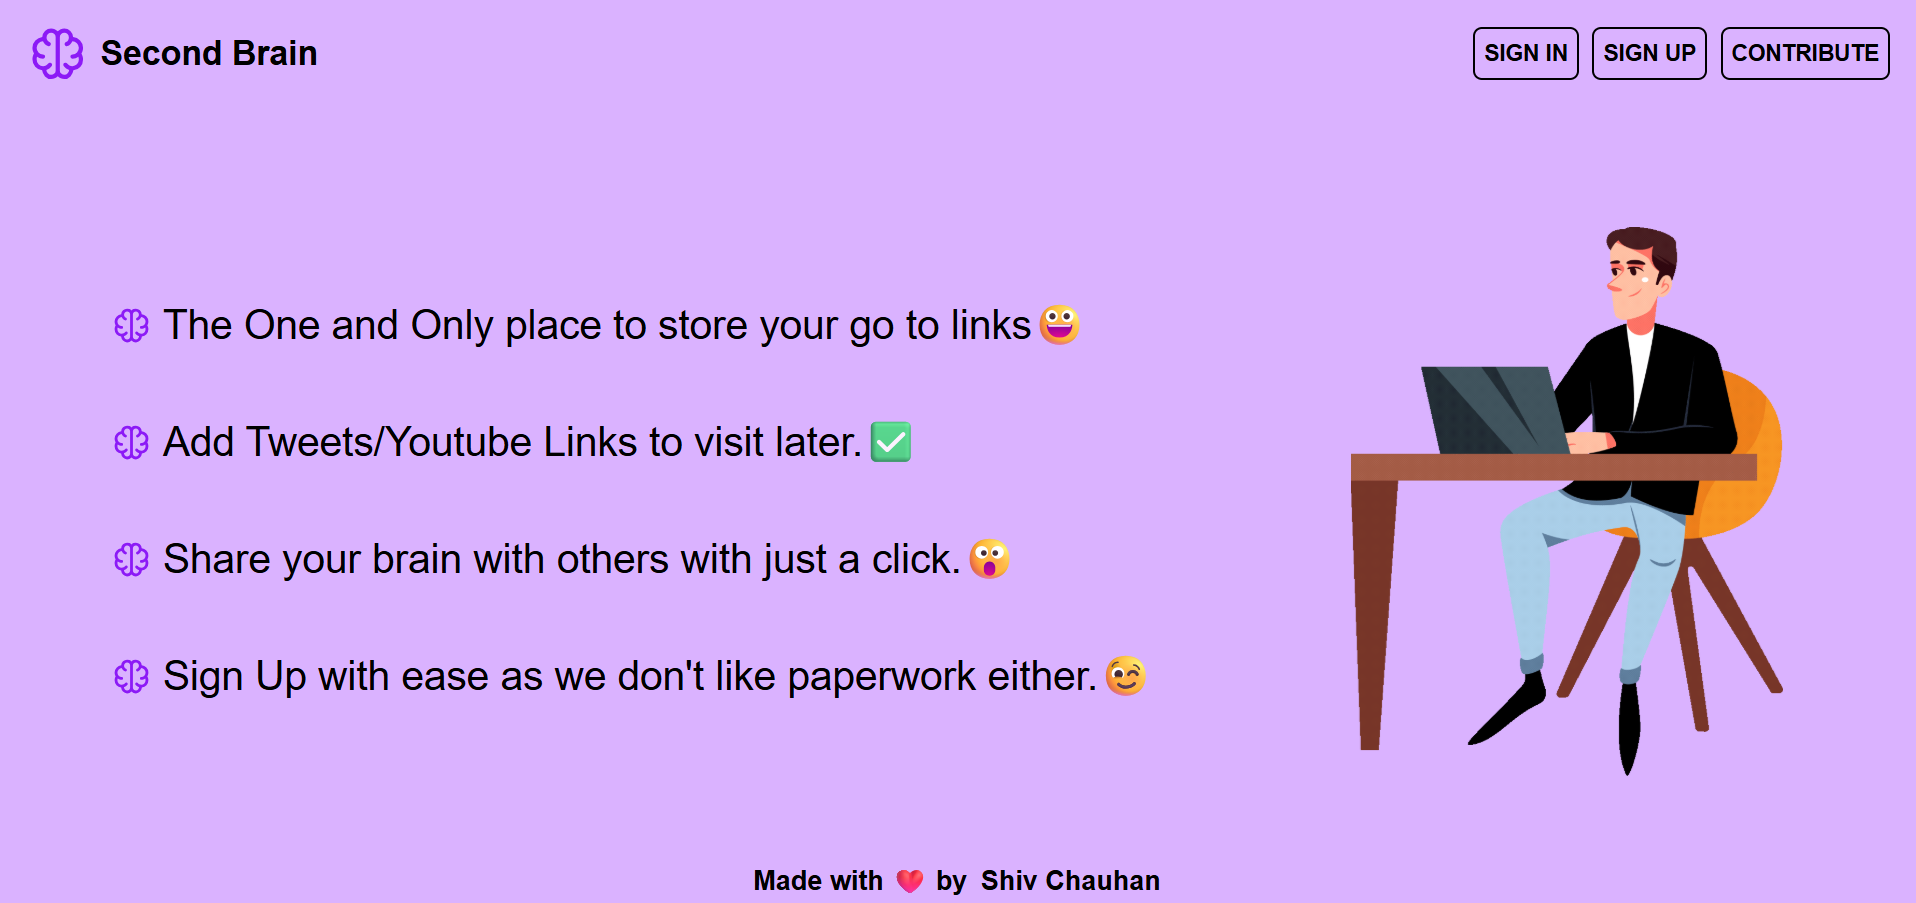 Second Brain
SIGN IN SIGN UP CONTRIBUTE
The One and Only place to store your go to links😀
Add Tweets/Youtube Links to visit later.✅
Share your brain with others with just a click.😲
Sign Up with ease as we don't like paperwork either.😉
Made with ❤️ by Shiv Chauhan